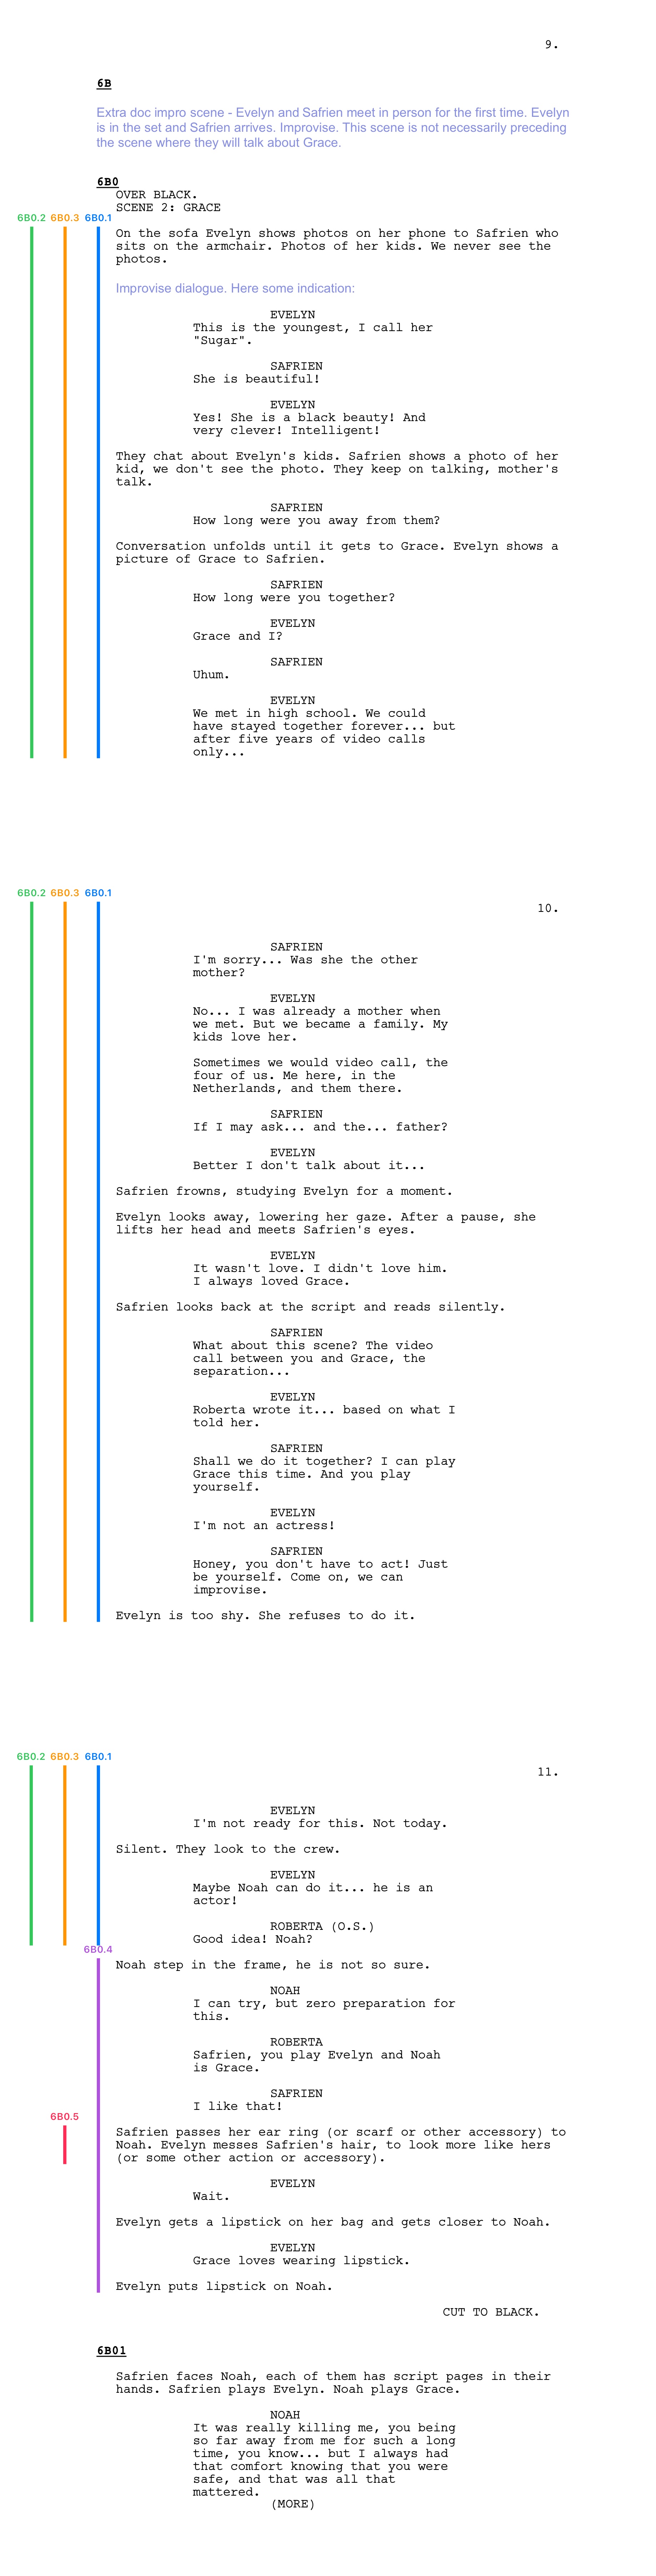 9.
6B
Extra doc impro scene - Evelyn and Safrien meet in person for the first time. Evelyn
is in the set and Safrien arrives. Improvise. This scene is not necessarily preceding
the scene where they will talk about Grace.
6B0
OVER BLACK.
SCENE 2: GRACE
6B0.2 6B0.3 6B0.1
On the sofa Evelyn shows photos on her phone to Safrien who
sits on the armchair. Photos of her kids. We never see the
photos.
Improvise dialogue. Here some indication:
EVELYN
This is the youngest, I call her
"Sugar".
SAFRIEN
She is beautiful!
EVELYN
Yes! She is a black beauty! And
very clever! Intelligent!
They chat about Evelyn's kids. Safrien shows a photo of her
kid, we don't see the photo. They keep on talking, mother's
talk.
SAFRIEN
How long were you away from them?
Conversation unfolds until it gets to Grace. Evelyn shows a
picture of Grace to Safrien.
SAFRIEN
How long were you together?
EVELYN
Grace and I?
SAFRIEN
Uhum.
EVELYN
We met in high school. We could
have stayed together forever... but
after five years of video calls
only...
6B0.2 6B0.3 6B0.1
10.
SAFRIEN
I'm sorry... Was she the other
mother?
EVELYN
No... I was already a mother when
we met. But we became a family. My
kids love her.
Sometimes we would video call, the
four of us. Me here, in the
Netherlands, and them there.
SAFRIEN
If I may ask... and the... father?
EVELYN
Better I don't talk about it...
Safrien frowns, studying Evelyn for a moment.
Evelyn looks away, lowering her gaze. After a pause, she
lifts her head and meets Safrien's eyes.
EVELYN
It wasn't love. I didn't love him.
I always loved Grace.
Safrien looks back at the script and reads silently.
SAFRIEN
What about this scene? The video
call between you and Grace, the
separation...
EVELYN
Roberta wrote it... based on what I
told her.
SAFRIEN
Shall we do it together? I can play
Grace this time. And you play
yourself.
EVELYN
I'm not an actress!
SAFRIEN
Honey, you don't have to act! Just
be yourself. Come on, we can
improvise.
Evelyn is too shy. She refuses to do it.
6B0.2 6B0.3 6B0.1
11.
EVELYN
I'm not ready for this. Not today.
Silent. They look to the crew.
EVELYN
Maybe Noah can do it... he is an
actor!
ROBERTA (O.S.)
Good idea! Noah?
6B0.4
Noah step in the frame, he is not so sure.
NOAH
I can try, but zero preparation for
this.
ROBERTA
Safrien, you play Evelyn and Noah
is Grace.
SAFRIEN
I like that!
6B0.5
Safrien passes her ear ring (or scarf or other accessory) to
Noah. Evelyn messes Safrien's hair, to look more like hers
(or some other action or accessory).
EVELYN
Wait.
Evelyn gets a lipstick on her bag and gets closer to Noah.
EVELYN
Grace loves wearing lipstick.
Evelyn puts lipstick on Noah.
CUT TO BLACK.
6B01
Safrien faces Noah, each of them has script pages in their
hands. Safrien plays Evelyn. Noah plays Grace.
NOAH
It was really killing me, you being
so far away from me for such a long
time, you know... but I always had
that comfort knowing that you were
safe, and that was all that
mattered.
(MORE)